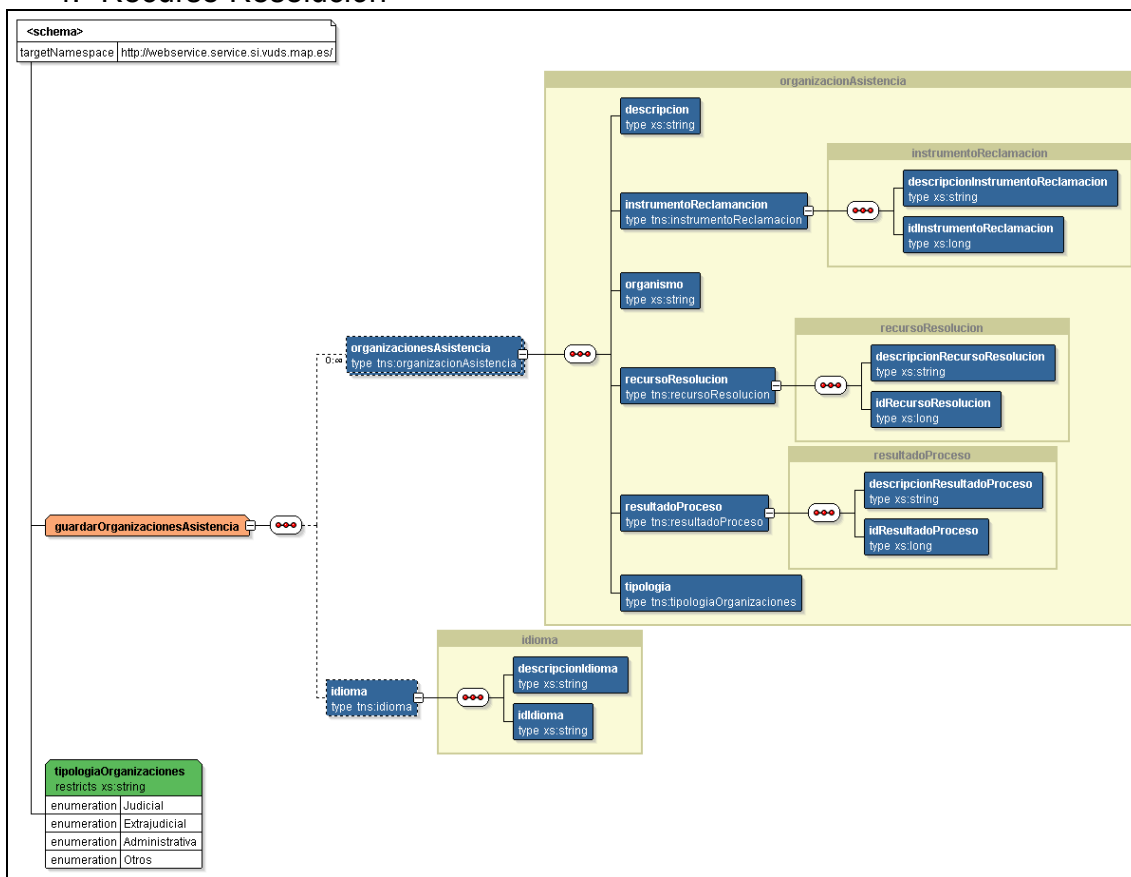 Recurso Resolución
<schema>
targetNamespace http://webservice.service.si.vuds.map.es/
organizacionAsistencia
descripcion
type xs:string
instrumentoReclamacion
descripcionInstrumentoReclamacion
type xs:string
instrumentoReclamancion
type tns:instrumentoReclamacion
idInstrumentoReclamacion
type xs:long
organismo
type xs:string
recursoResolucion
organizacionesAsistencia
type tns:organizacionAsistencia
0:∞
descripcionRecursoResolucion
type xs:string
recursoResolucion
type tns:recursoResolucion
idRecursoResolucion
type xs:long
resultadoProceso
descripcionResultadoProceso
type xs:string
resultadoProceso
type tns:resultadoProceso
idResultadoProceso
type xs:long
guardarOrganizacionesAsistencia
tipologia
type tns:tipologiaOrganizaciones
idioma
descripcionIdioma
type xs:string
idioma
type tns:idioma
idIdioma
type xs:string
tipologiaOrganizaciones
restricts xs:string
enumeration Judicial
enumeration Extrajudicial
enumeration Administrativa
enumeration Otros